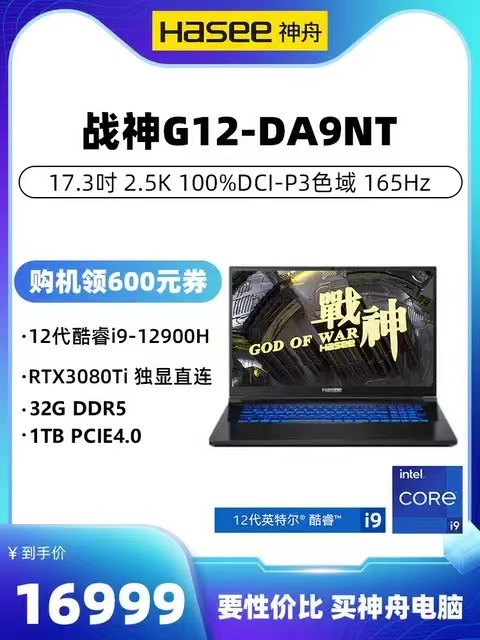 HASEE 神舟
战神G12-DA9NT
17.3吋 2.5K 100%DCI-P3色域 165Hz
购机领600元券
·12代酷睿i9-12900H
·RTX3080Ti 独显直连
·32G DDR5
·1TB PCIE4.0
戰神
GOD OF WAR
HASEE
intel
CORE
i9
12代英特尔® 酷睿™ i9
¥到手价
16999
要性价比 买神舟电脑